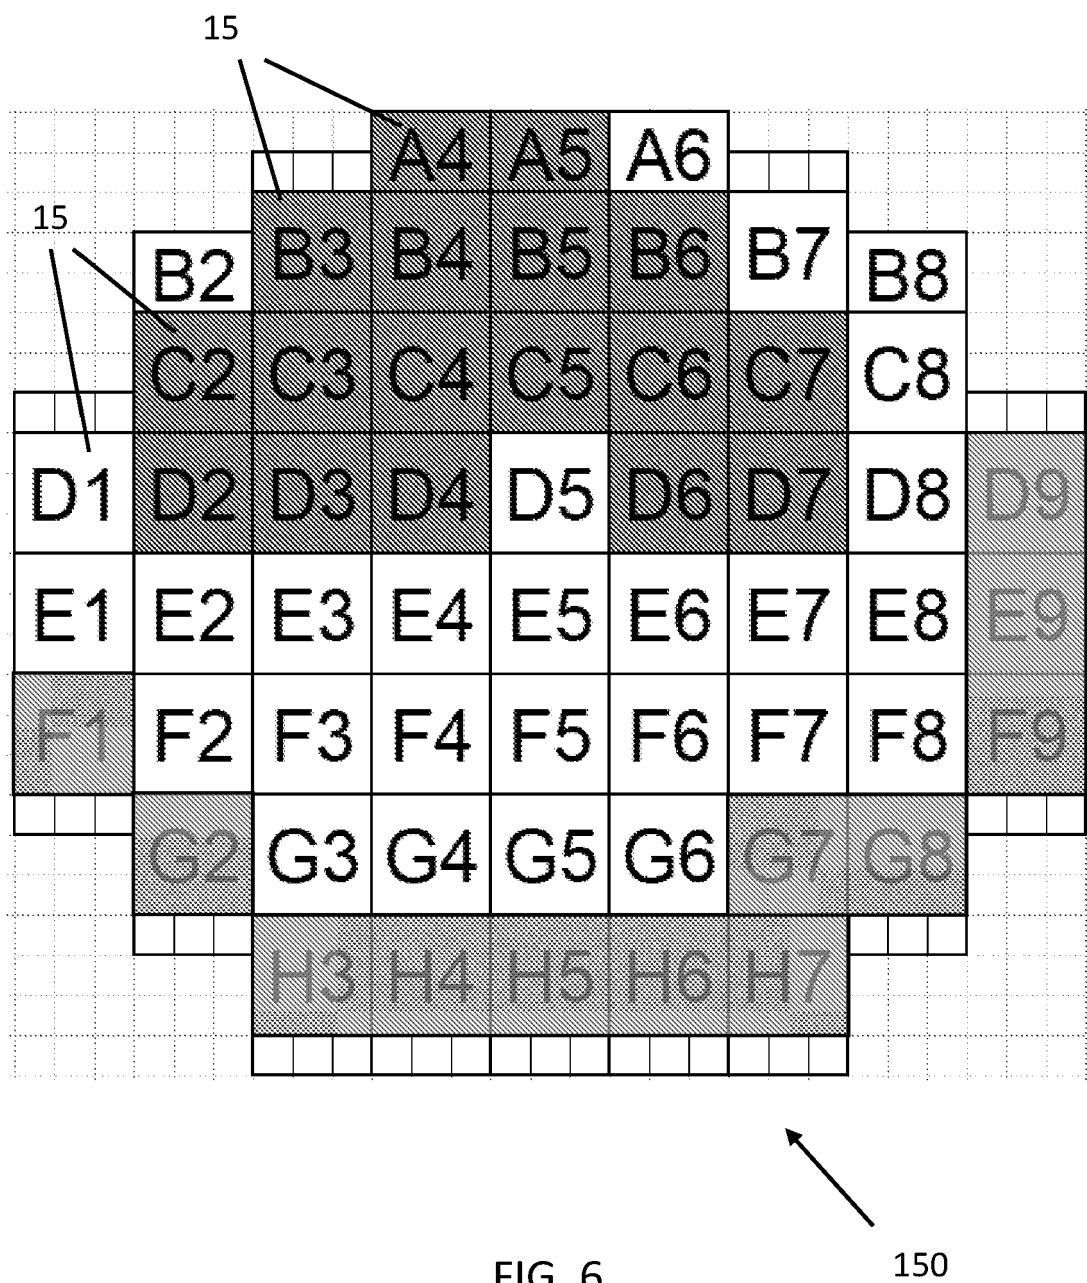 15
A4 A5 A6
15
B3 B4 B5 B6 B7
B2 B8
C2 C3 C4 C5 C6 C7 C8
D1 D2 D3 D4 D5 D6 D7 D8 D9
E1 E2 E3 E4 E5 E6 E7 E8 E9
F1 F2 F3 F4 F5 F6 F7 F8 F9
G2 G3 G4 G5 G6 G7 G8
H3 H4 H5 H6 H7
150
FIG. 6